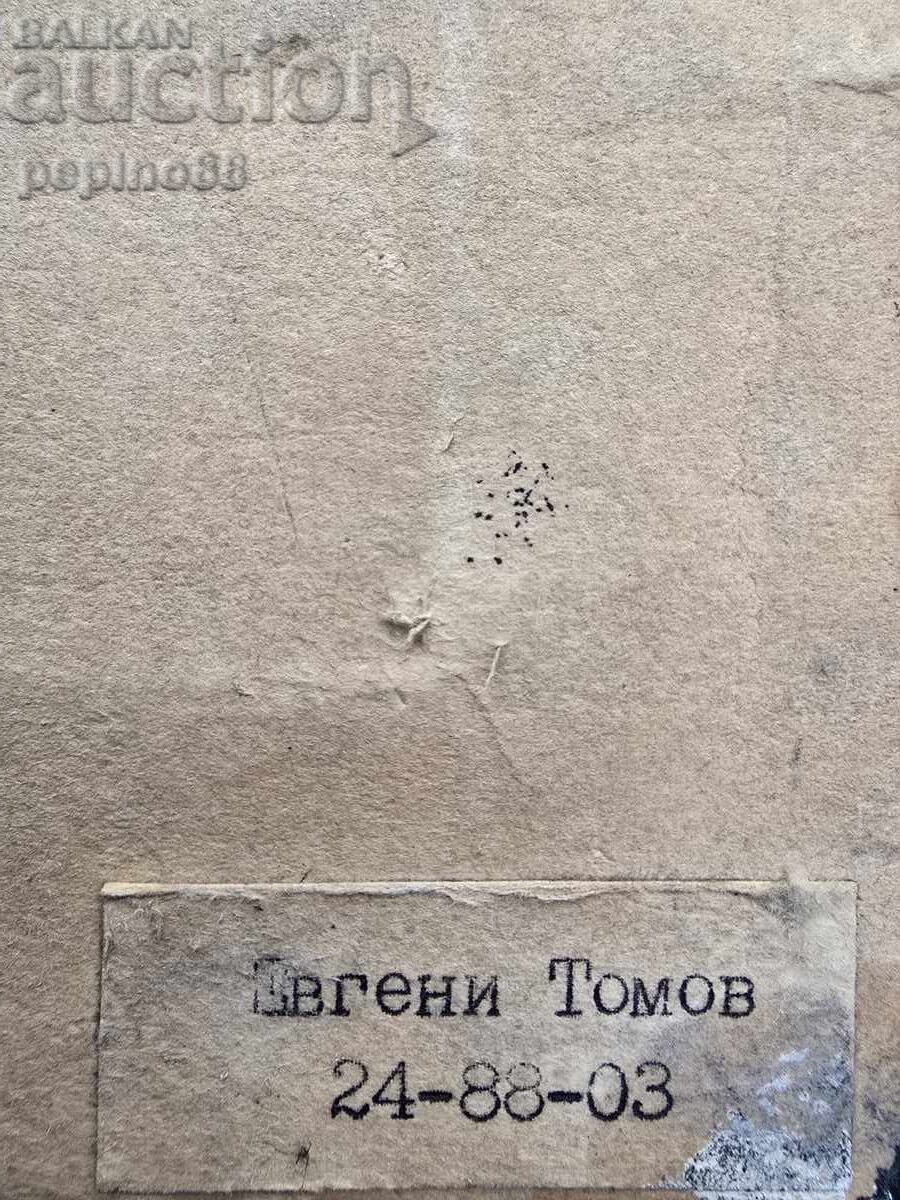 BALKAN
auction
pepino88
Евгени Томов
24-88-03